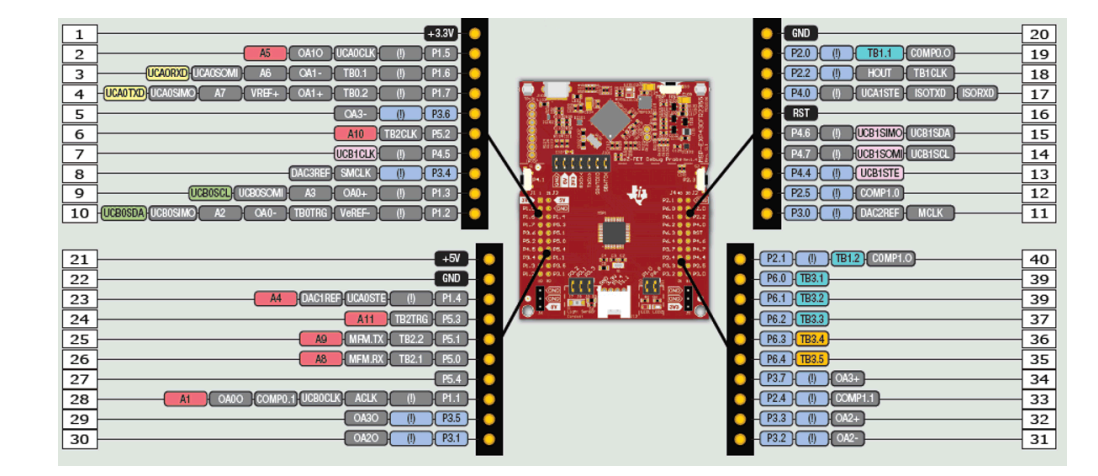 1 +3.3V
2 A5 OA1O UCA0CLK (!) P1.5
3 UCA0RXD UCA0SOMI A6 OA1- TB0.1 (!) P1.6
4 UCA0TXD UCA0SIMO A7 VREF+ OA1+ TB0.2 (!) P1.7
5 OA3- (!) P3.6
6 A10 TB2CLK P5.2
7 UCB1CLK (!) P4.5
8 DAC3REF SMCLK (!) P3.4
9 UCB0SCL UCB0SOMI A3 OA0+ (!) P1.3
10 UCB0SDA UCB0SIMO A2 OA0- TB0TRG VeREF- (!) P1.2
GND 20
P2.0 (!) TB1.1 COMP0.O 19
P2.2 (!) HOUT TB1CLK 18
P4.0 (!) UCA1STE ISOTXD ISORXD 17
RST 16
P4.6 (!) UCB1SIMO UCB1SDA 15
P4.7 (!) UCB1SOMI UCB1SCL 14
P4.4 (!) UCB1STE 13
P2.5 (!) COMP1.0 12
P3.0 (!) DAC2REF MCLK 11
21 +5V
22 GND
23 A4 DAC1REF UCA0STE (!) P1.4
24 A11 TB2TRG P5.3
25 A9 MFM.TX TB2.2 P5.1
26 A8 MFM.RX TB2.1 P5.0
27 P5.4
28 A1 OA0O COMP0.1 UCB0CLK ACLK (!) P1.1
29 OA3O (!) P3.5
30 OA2O (!) P3.1
P2.1 (!) TB1.2 COMP1.O 40
P6.0 TB3.1 39
P6.1 TB3.2 39
P6.2 TB3.3 37
P6.3 TB3.4 36
P6.4 TB3.5 35
P3.7 (!) OA3+ 34
P2.4 (!) COMP1.1 33
P3.3 (!) OA2+ 32
P3.2 (!) OA2- 31